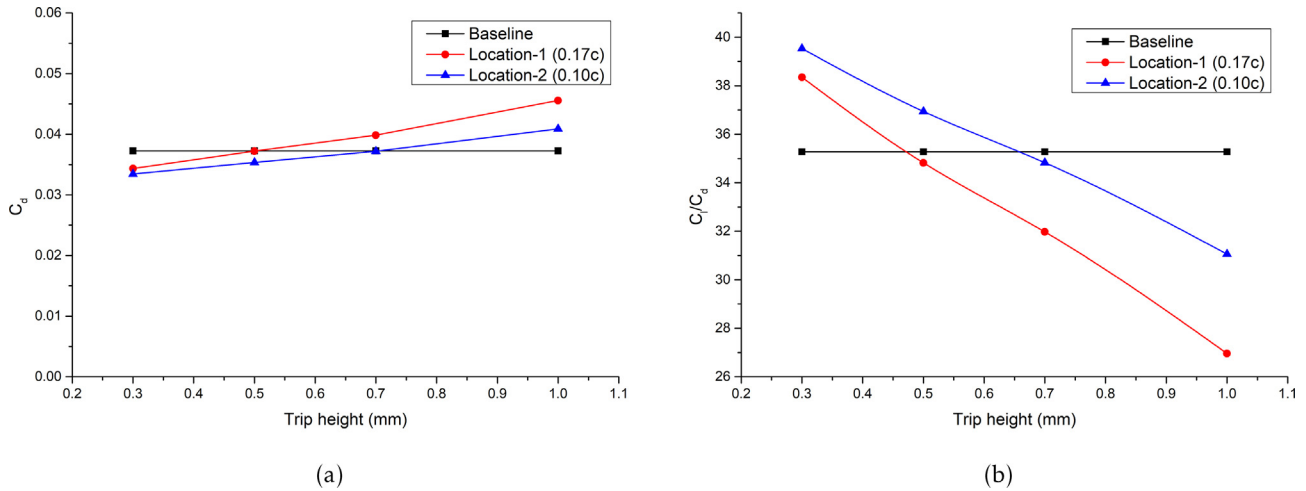 0.06
0.05
0.04
0.03
0.02
0.01
0.00
C_d
Baseline
Location-1 (0.17c)
Location-2 (0.10c)
0.2 0.3 0.4 0.5 0.6 0.7 0.8 0.9 1.0 1.1
Trip height (mm)
(a)
40
38
36
34
32
30
28
26
C_l/C_d
Baseline
Location-1 (0.17c)
Location-2 (0.10c)
0.2 0.3 0.4 0.5 0.6 0.7 0.8 0.9 1.0 1.1
Trip height (mm)
(b)